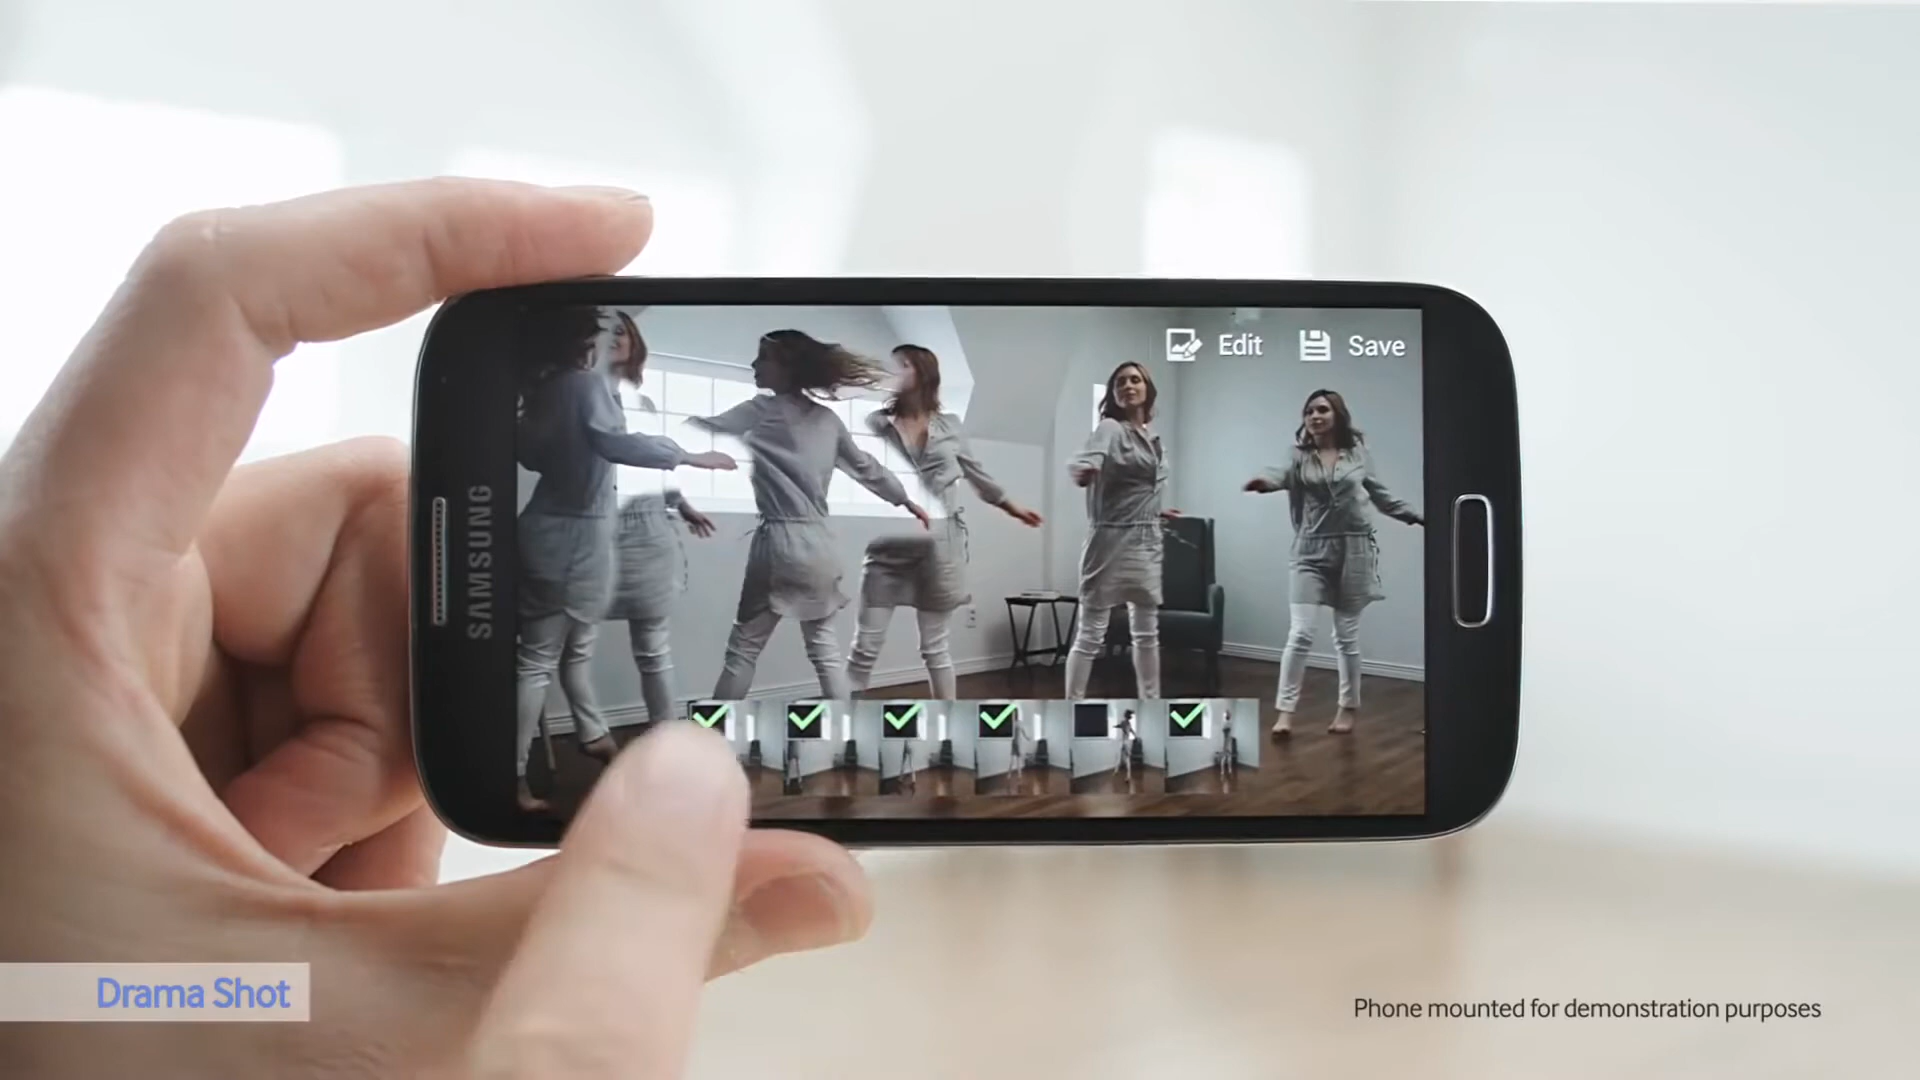 Edit
Save
SAMSUNG
Drama Shot
Phone mounted for demonstration purposes